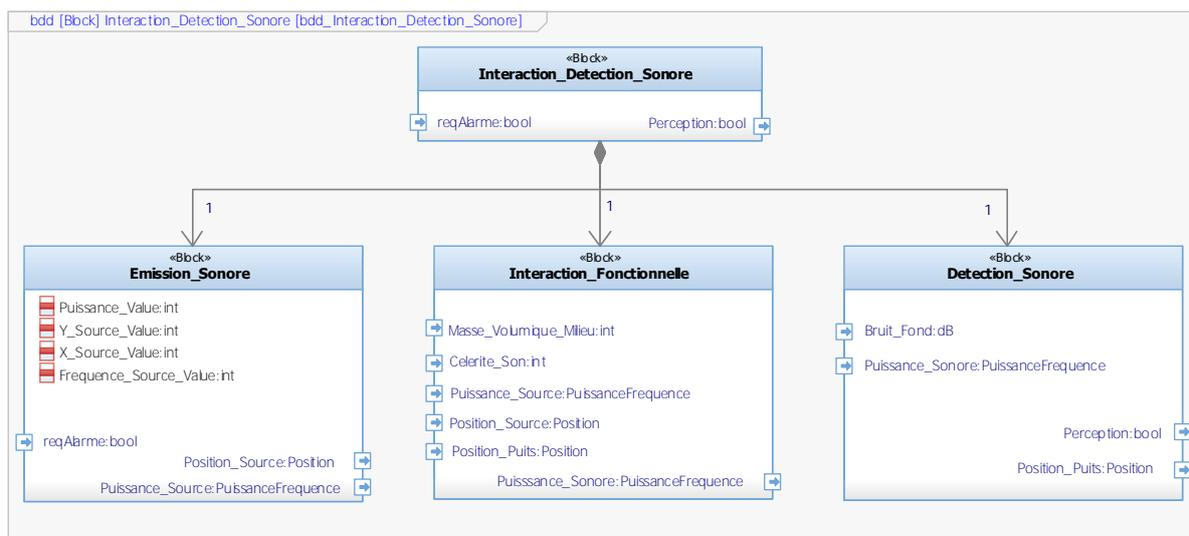 bdd [Block] Interaction_Detection_Sonore [bdd_Interaction_Detection_Sonore]
«Block»
Interaction_Detection_Sonore
reqAlarme:bool
Perception:bool
1
1
1
«Block»
Emission_Sonore
Puissance_Value:int
Y_Source_Value:int
X_Source_Value:int
Frequence_Source_Value:int
reqAlarme:bool
Position_Source:Position
Puissance_Source:PuissanceFrequence
«Block»
Interaction_Fonctionnelle
Masse_Volumique_Milieu:int
Celerite_Son:int
Puissance_Source:PuissanceFrequence
Position_Source:Position
Position_Puits:Position
Puisssance_Sonore:PuissanceFrequence
«Block»
Detection_Sonore
Bruit_Fond:dB
Puissance_Sonore:PuissanceFrequence
Perception:bool
Position_Puits:Position